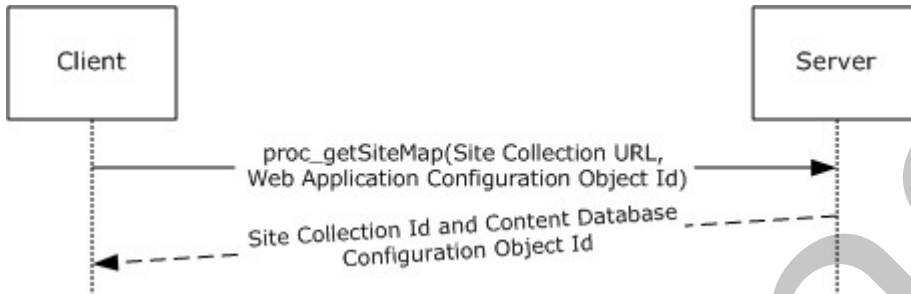 Client
Server
proc_getSiteMap(Site Collection URL,
Web Application Configuration Object Id)
Site Collection Id and Content Database
Configuration Object Id